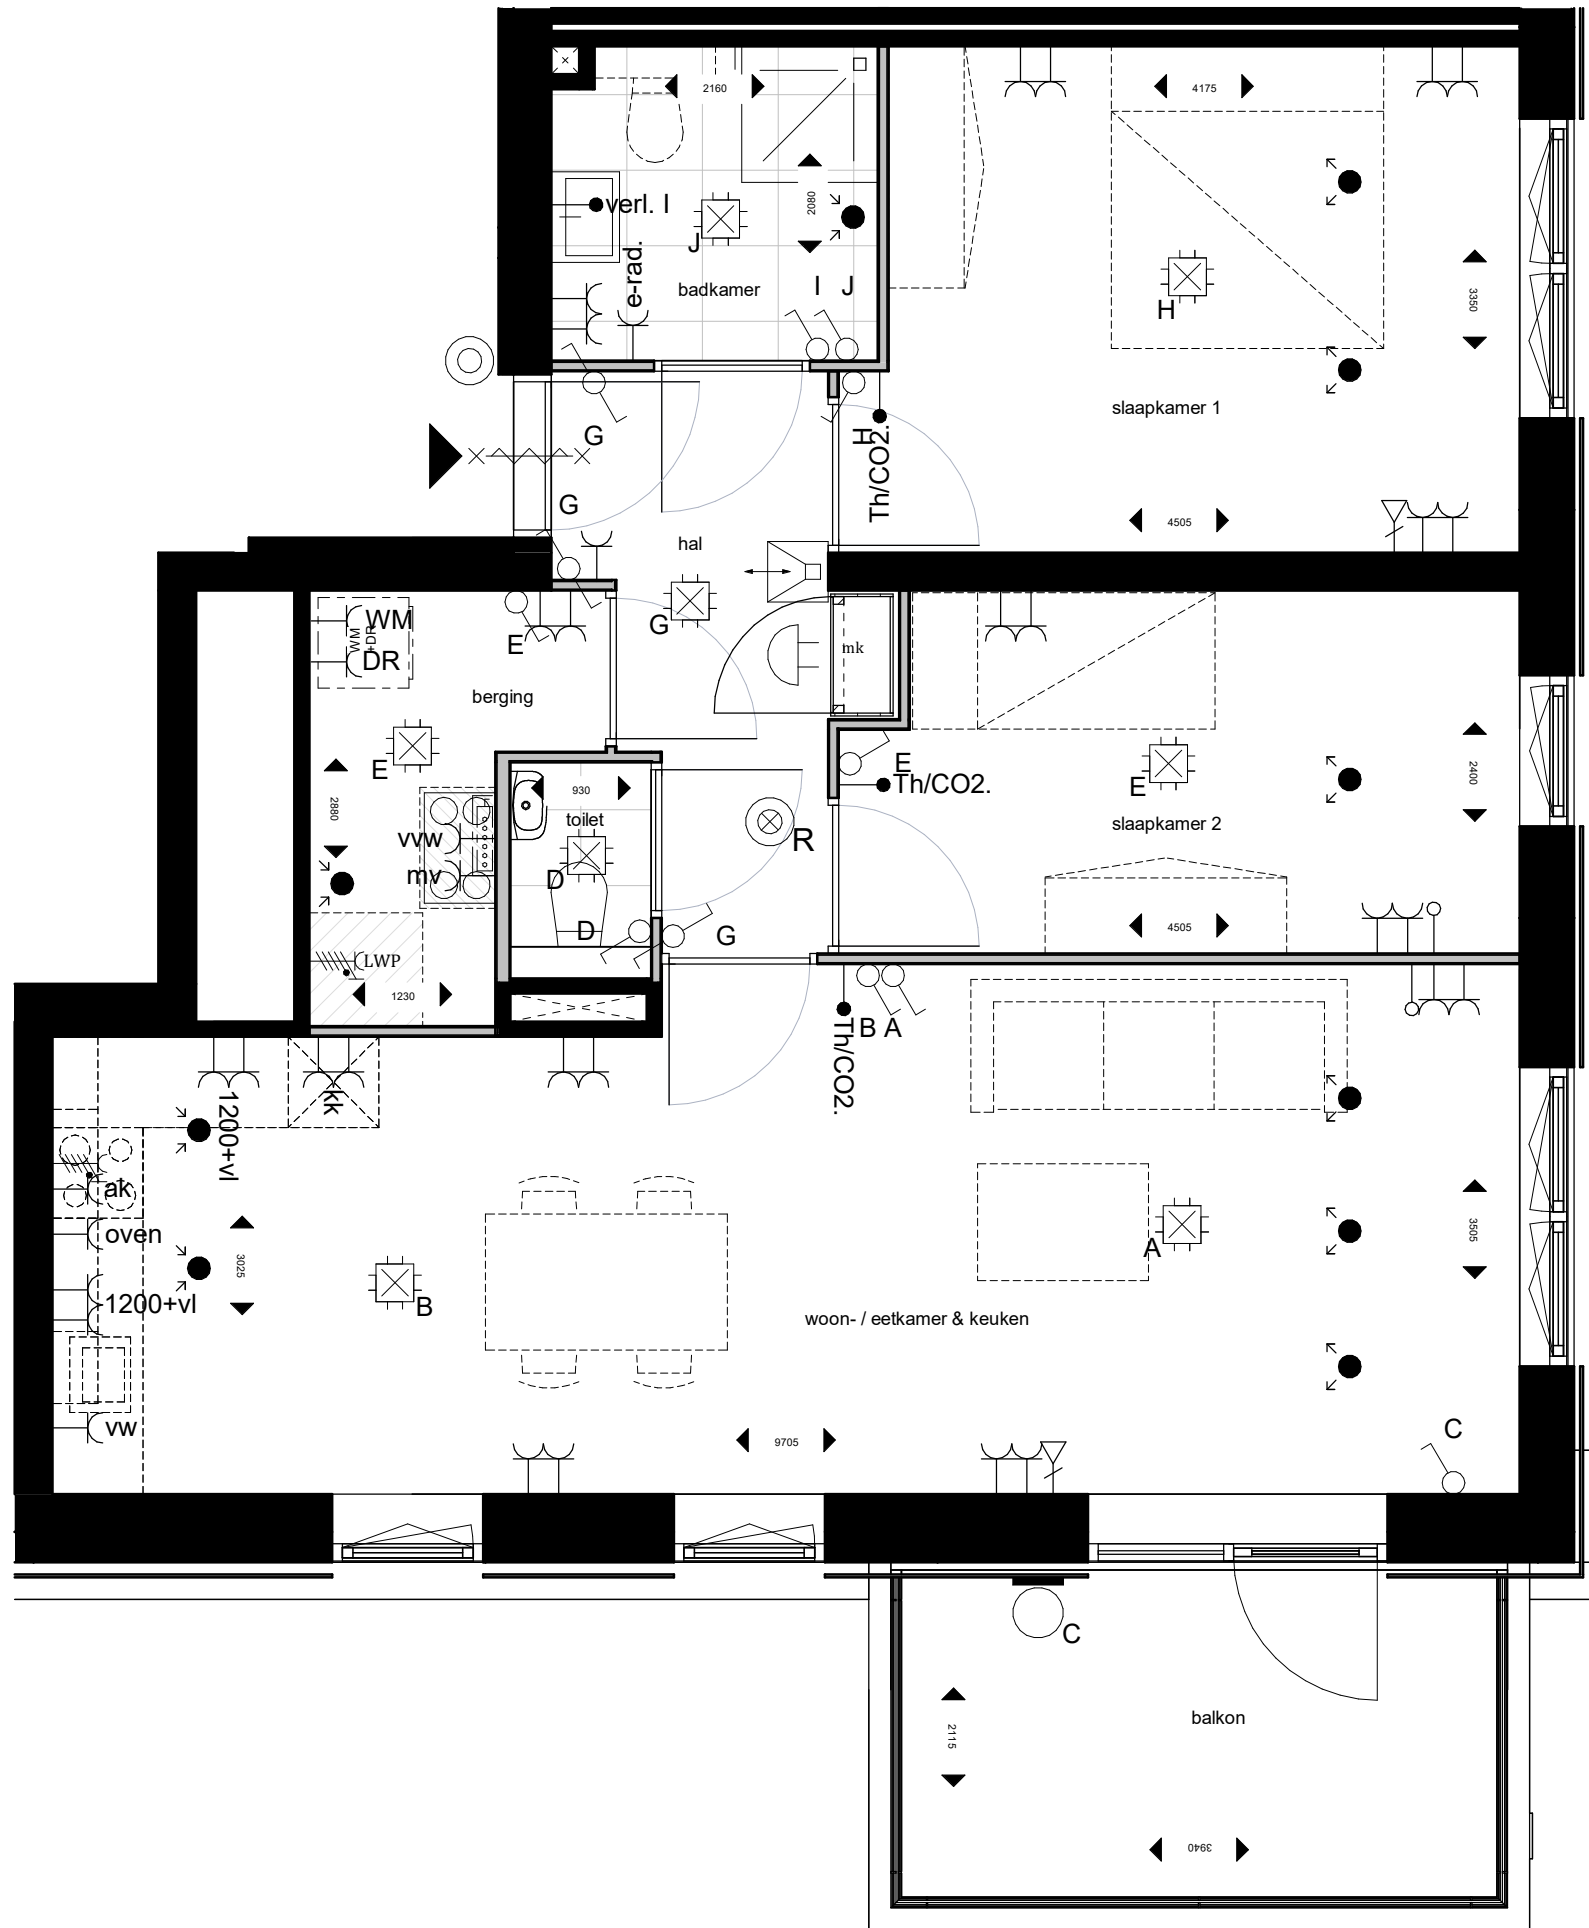 2160
4175
verl. I
2080
J
e-rad.
badkamer
I J
H
3350
slaapkamer 1
G
H
Th/CO2.
G
4505
hal
WM
WM
+DR
DR
E
G
mk
berging
E
E
Th/CO2.
E
2400
930
toilet
2880
vvw
mv
D
R
slaapkamer 2
D
G
4505
LWP
1230
B A
Th/CO2.
kk
1200+vl
ak
oven
3025
1200+vl
B
A
3505
woon- / eetkamer & keuken
vw
9705
C
C
balkon
2115
3940